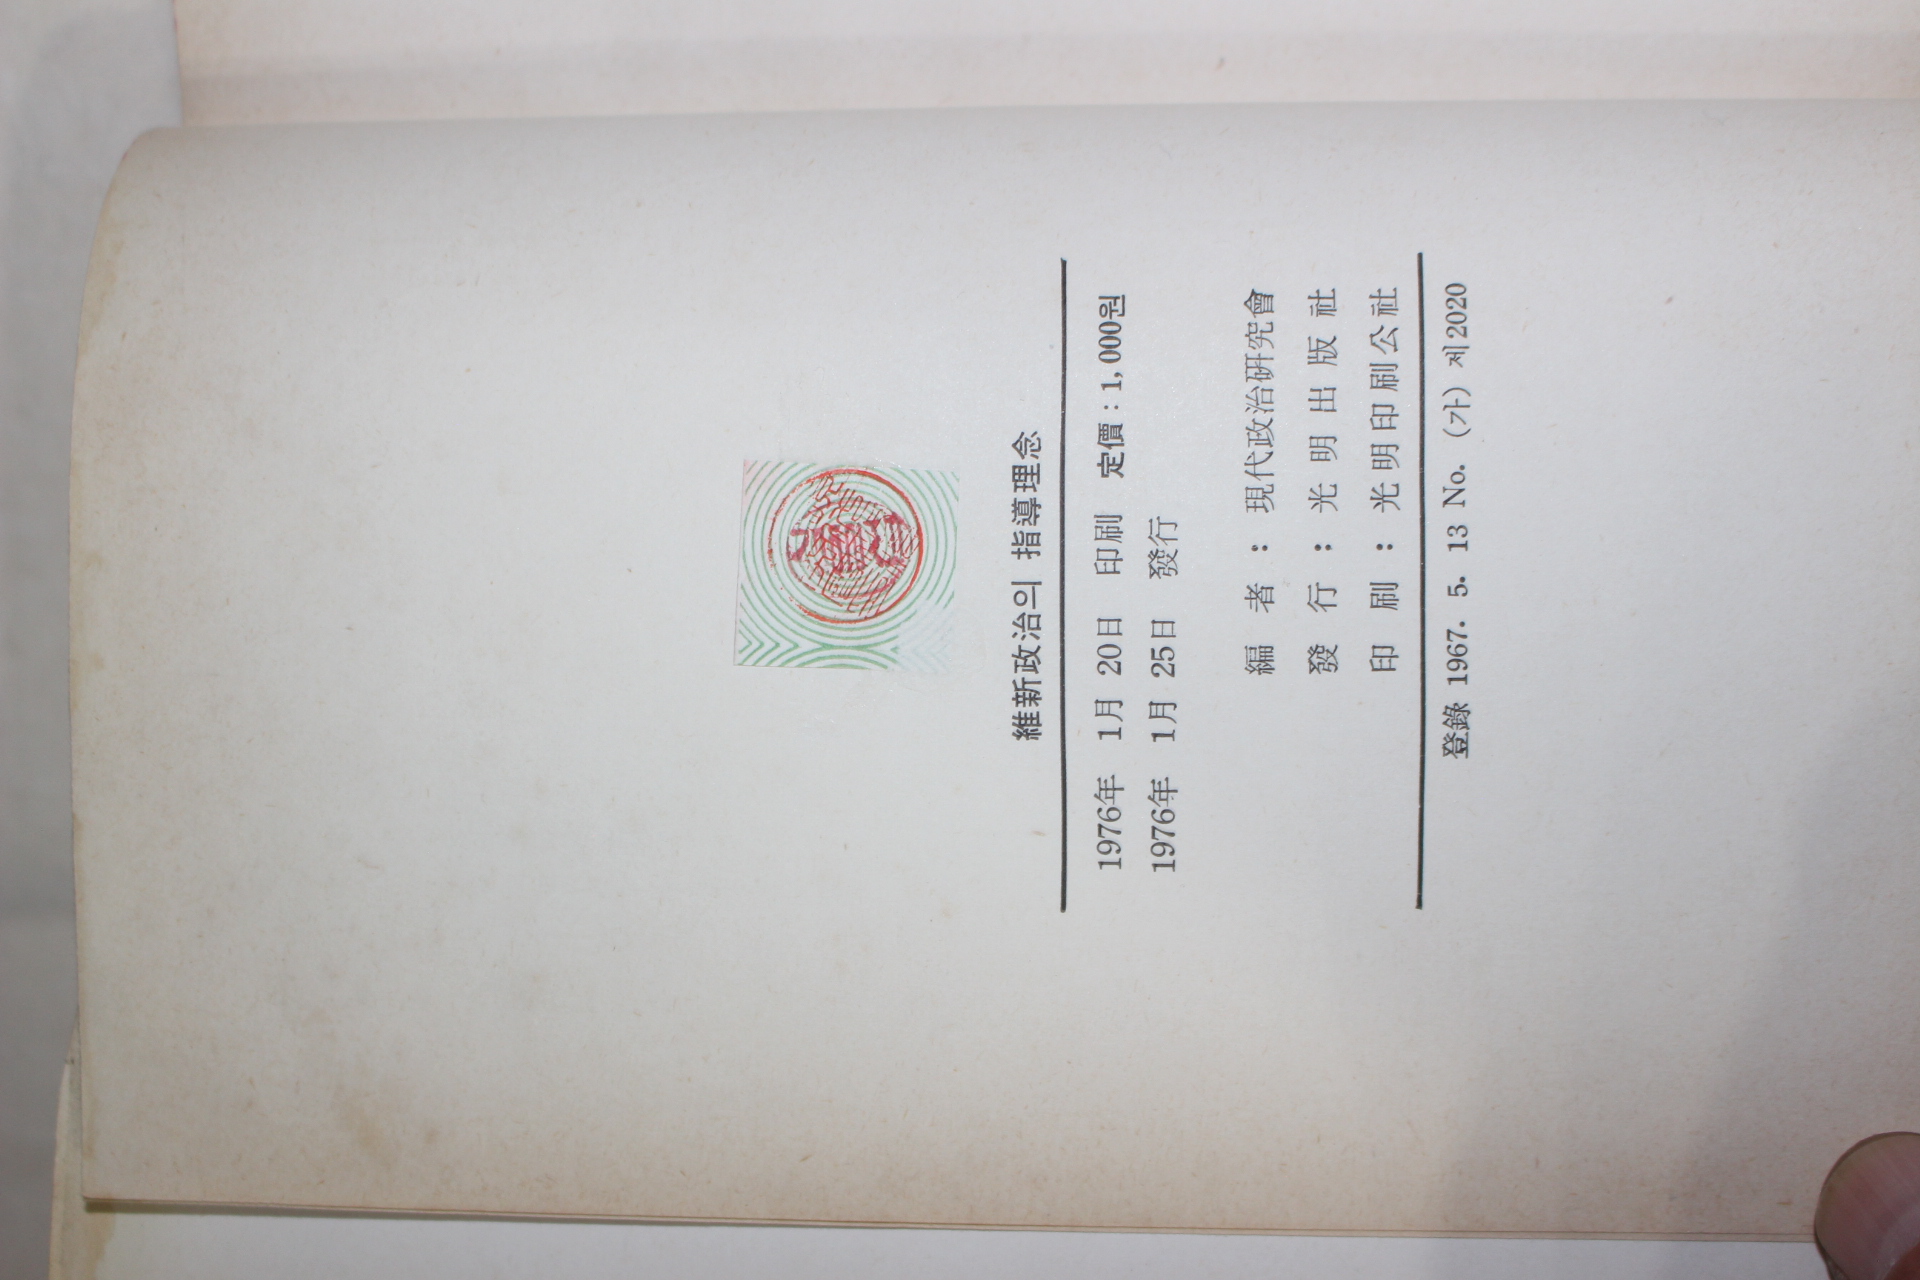 維新政治의 指導理念
1976年 1月 20日 印刷 定價 : 1,000원
1976年 1月 25日 發行
編者 : 現代政治硏究會
發行 : 光明出版社
印刷 : 光明印刷公社
登錄 1967. 5. 13 No. (가) 제2020